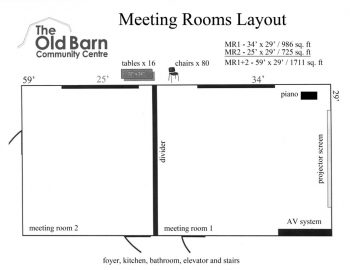 Meeting Rooms Layout
The
Old Barn
Community Centre
MR1 - 34' x 29' / 986 sq. ft
MR2 - 25' x 29' / 725 sq. ft
MR1+2 - 59' x 29' / 1711 sq. ft
tables x 16
chairs x 80
59'
25'
34'
29'
piano
divider
projector screen
AV system
meeting room 2
meeting room 1
foyer, kitchen, bathroom, elevator and stairs